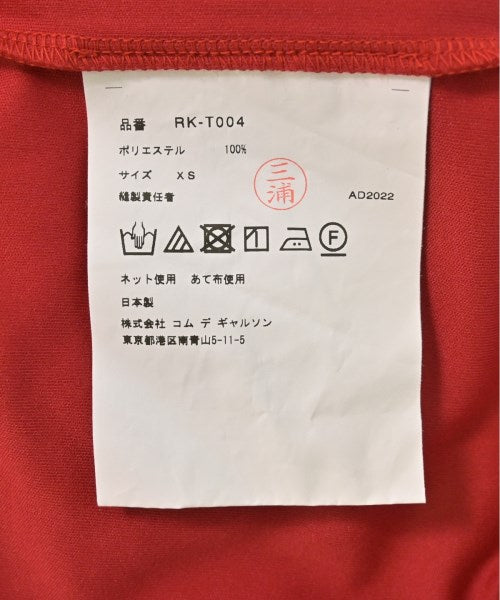 品番 RK-T004
ポリエステル 100%
サイズ XS
三浦
縫製責任者 AD2022
F
ネット使用 あて布使用
日本製
株式会社 コム デ ギャルソン
東京都港区南青山5-11-5